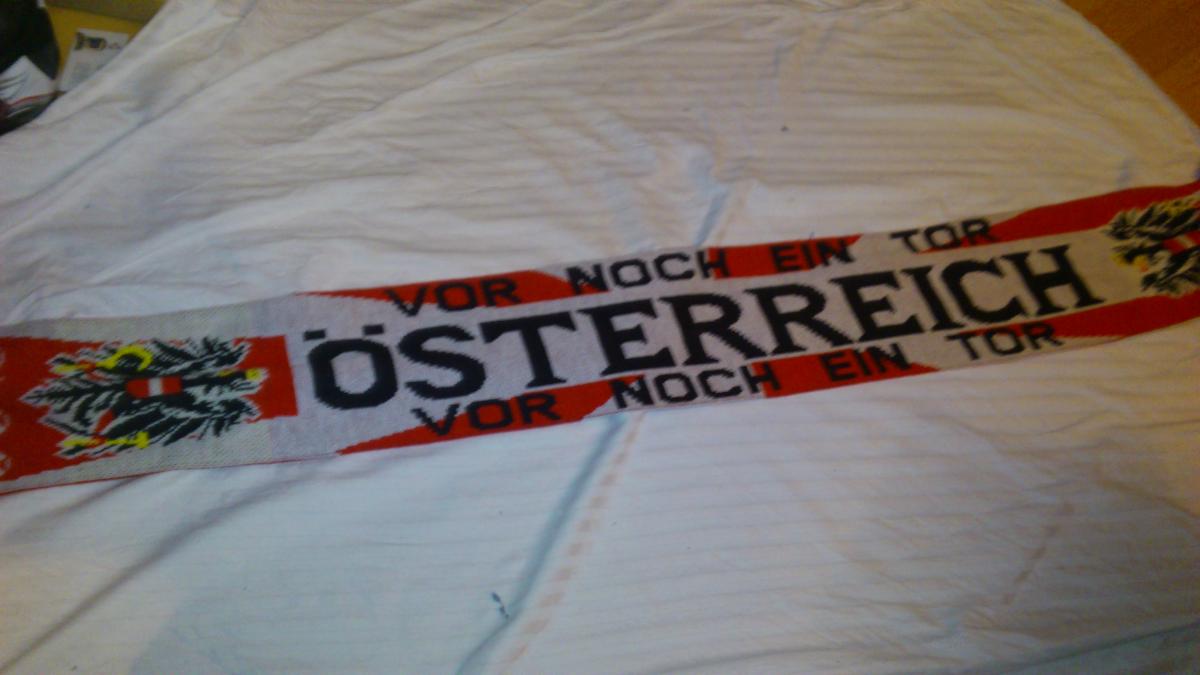 VOR NOCH EIN TOR
ÖSTERREICH
VOR NOCH EIN TOR